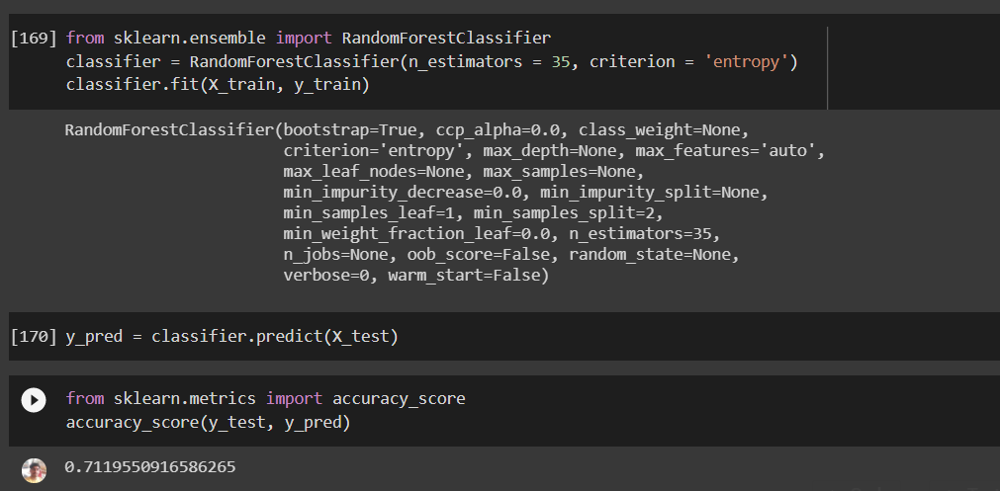 [169] from sklearn.ensemble import RandomForestClassifier
classifier = RandomForestClassifier(n_estimators = 35, criterion = 'entropy')
classifier.fit(X_train, y_train)
RandomForestClassifier(bootstrap=True, ccp_alpha=0.0, class_weight=None,
criterion='entropy', max_depth=None, max_features='auto',
max_leaf_nodes=None, max_samples=None,
min_impurity_decrease=0.0, min_impurity_split=None,
min_samples_leaf=1, min_samples_split=2,
min_weight_fraction_leaf=0.0, n_estimators=35,
n_jobs=None, oob_score=False, random_state=None,
verbose=0, warm_start=False)
[170] y_pred = classifier.predict(X_test)
from sklearn.metrics import accuracy_score
accuracy_score(y_test, y_pred)
0.7119550916586265